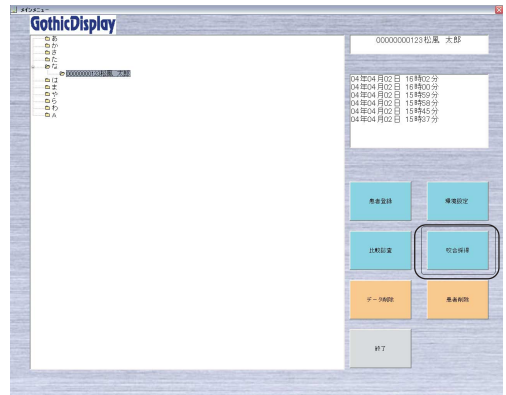 メインメニュー
GothicDisplay
あ
か
さ
た
な
00000000123松風 太郎
は
ま
や
ら
わ
ん
00000000123松風 太郎
04年04月02日 16時02分
04年04月02日 16時00分
04年04月02日 15時59分
04年04月02日 15時58分
04年04月02日 15時45分
04年04月02日 15時37分
患者登録
環境設定
比較診査
咬合採得
データ削除
患者削除
終了